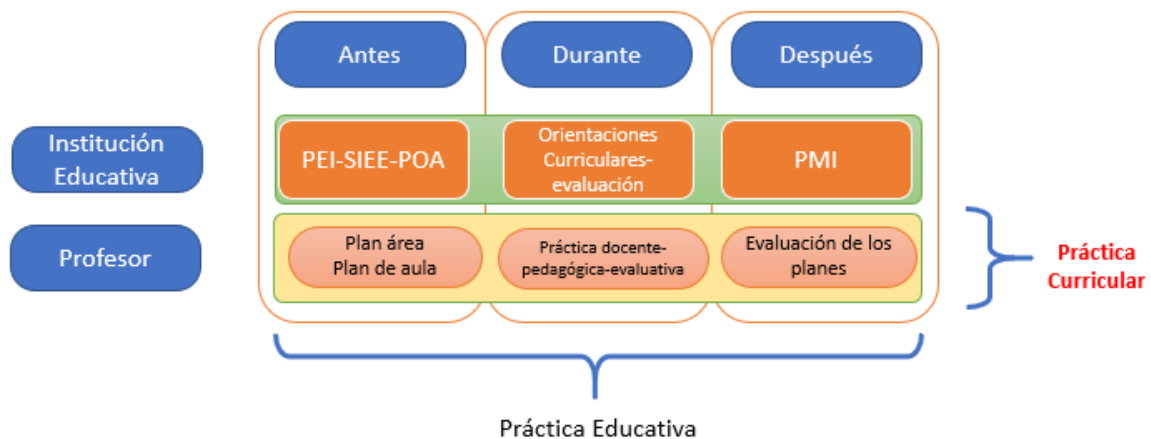 Antes
Durante
Después
Institución
Educativa
PEI-SIEE-POA
Orientaciones
Curriculares-
evaluación
PMI
Profesor
Plan área
Plan de aula
Práctica docente-
pedagógica-evaluativa
Evaluación de los
planes
Práctica
Curricular
Práctica Educativa